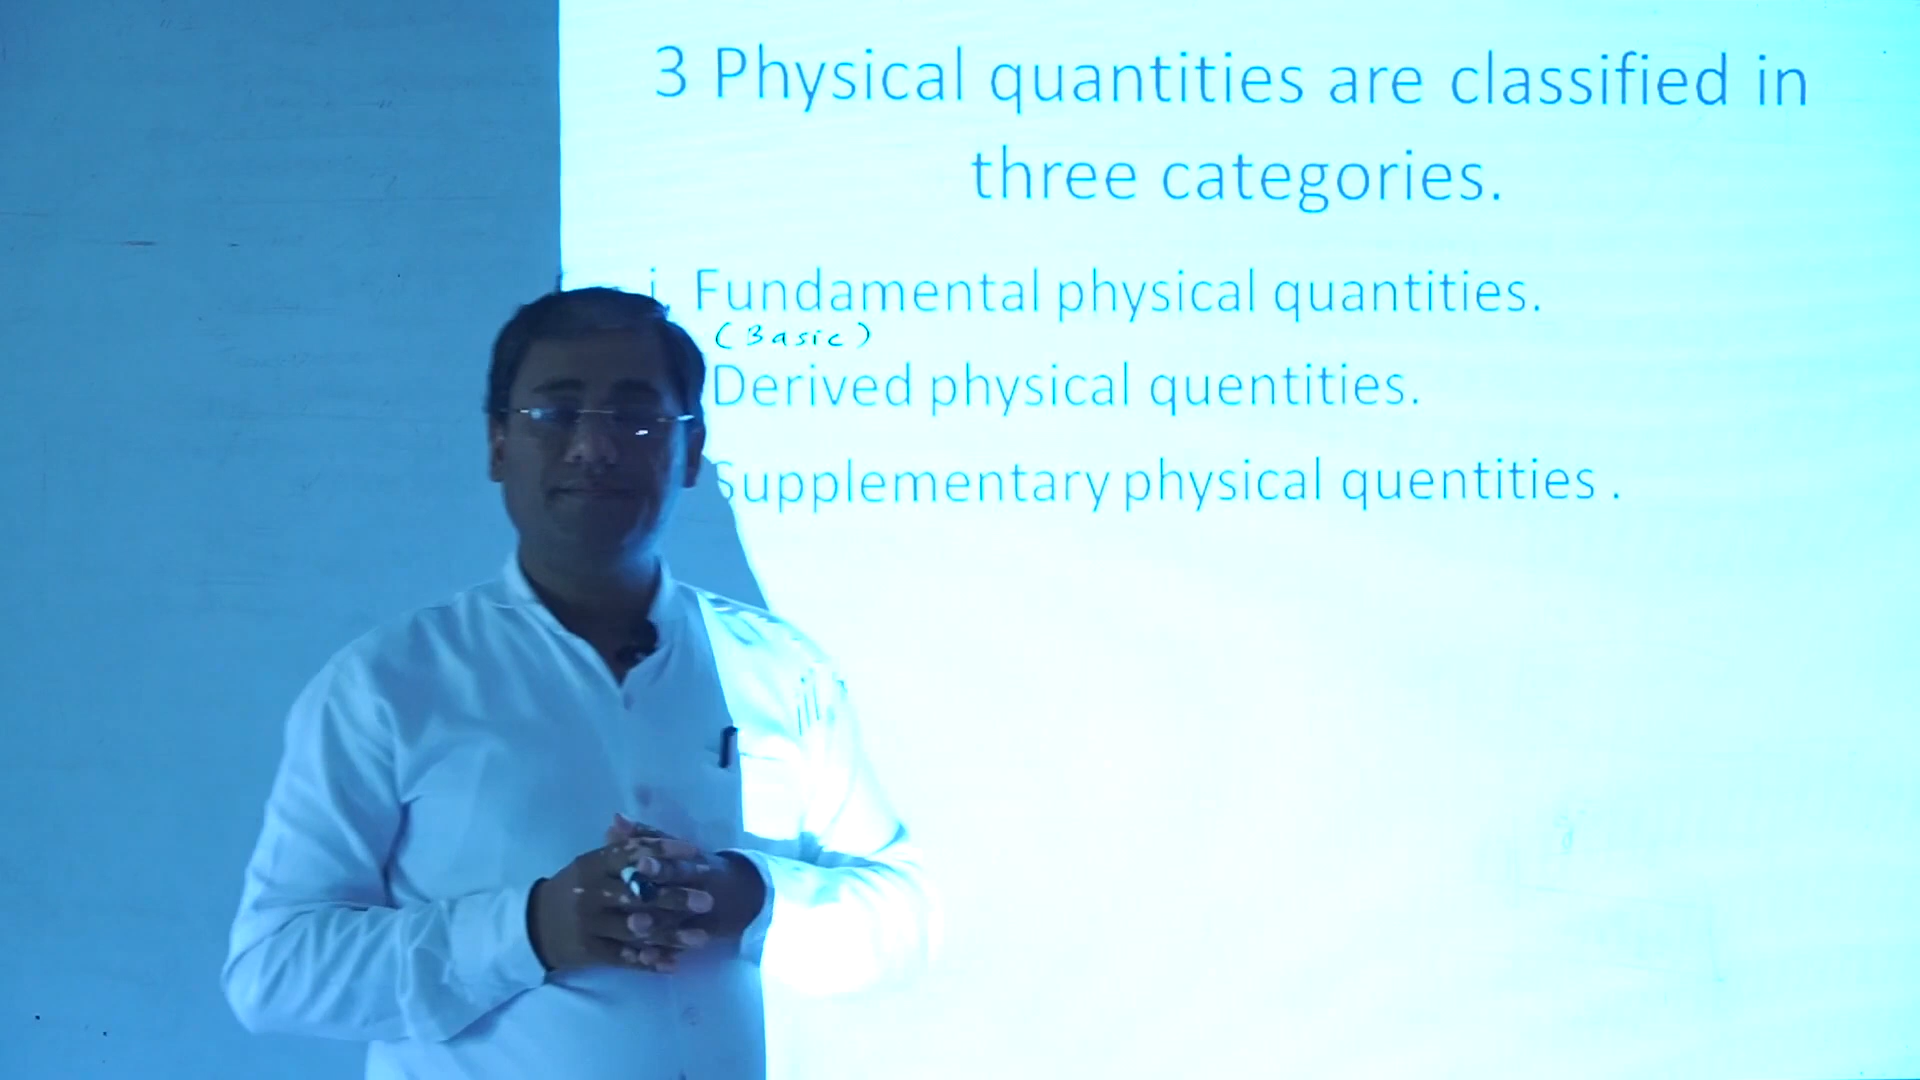 3 Physical quantities are classified in
three categories.
i. Fundamental physical quantities.
(Basic)
Derived physical quentities.
Supplementary physical quentities .